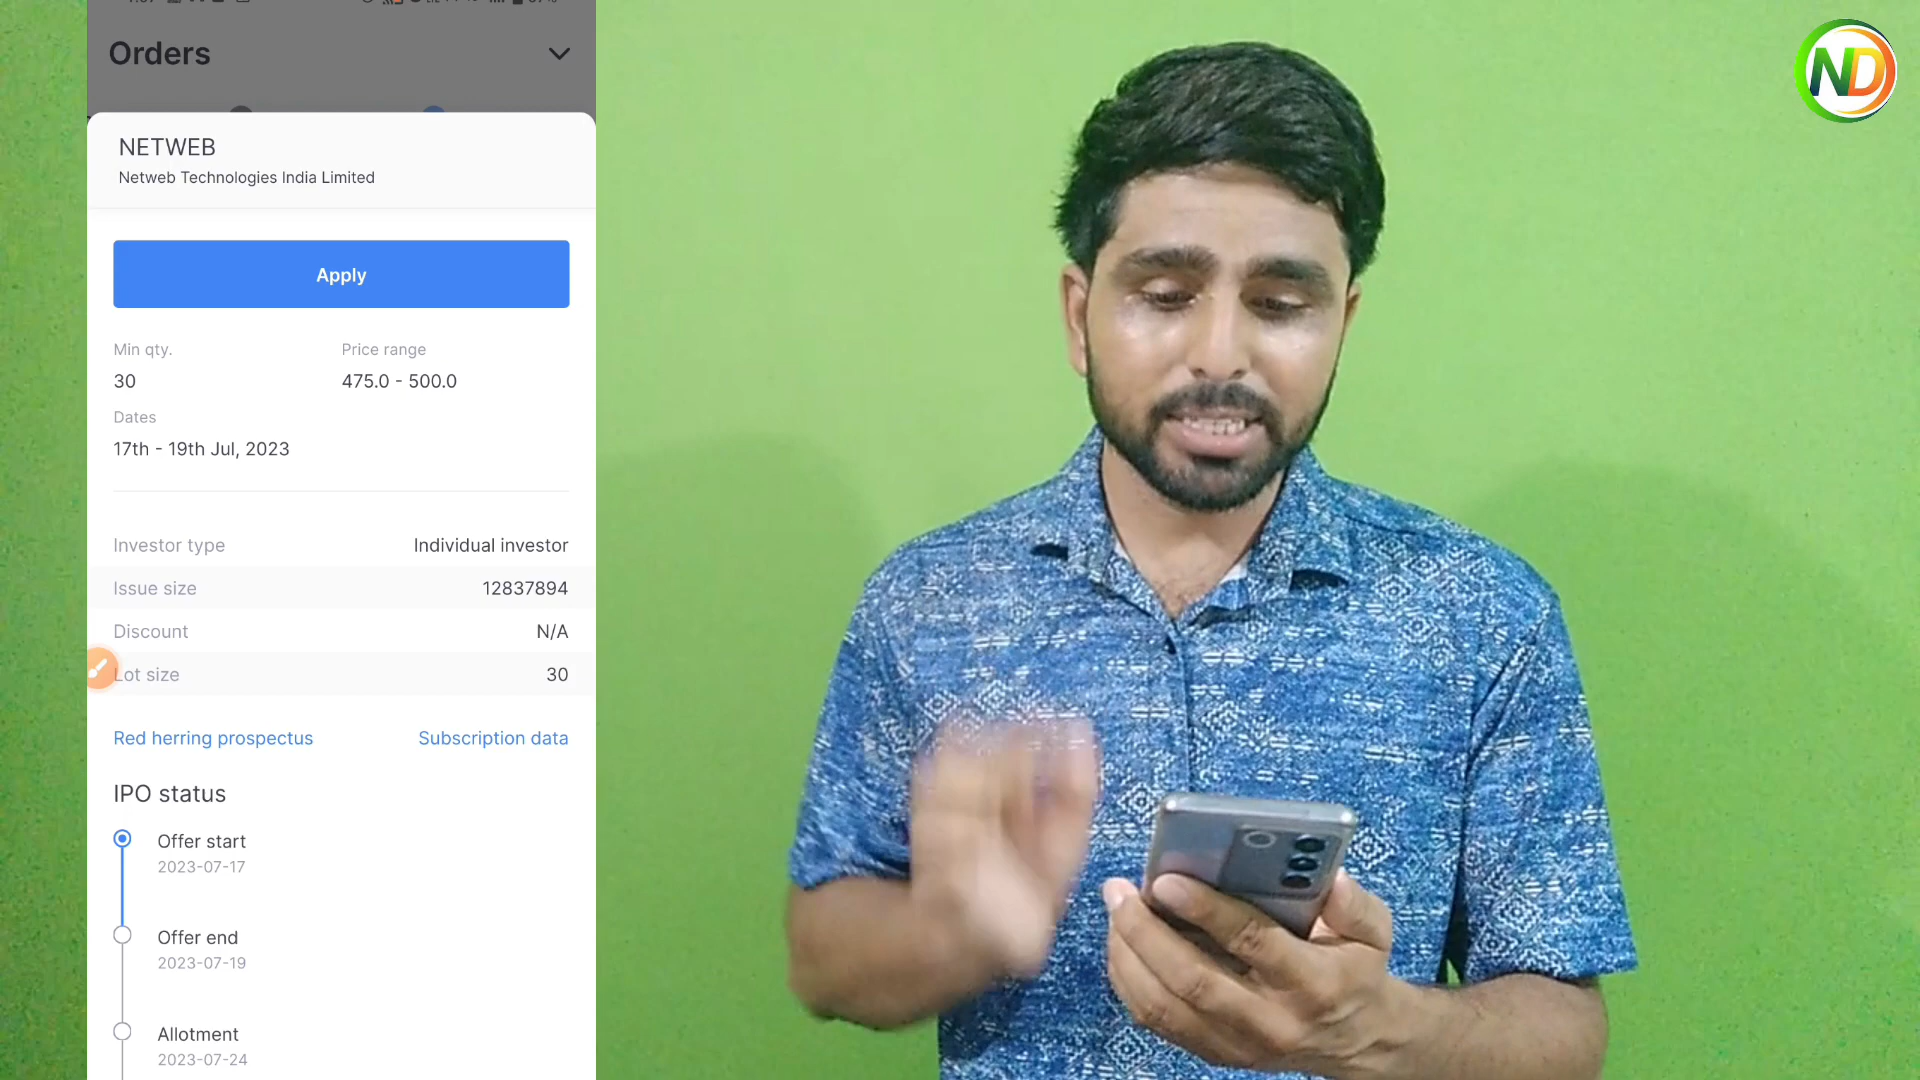 Orders
NETWEB
Netweb Technologies India Limited
Apply
Min qty.
Price range
30
475.0 - 500.0
Dates
17th - 19th Jul, 2023
Investor type
Individual investor
Issue size
12837894
Discount
N/A
Lot size
30
Red herring prospectus
Subscription data
IPO status
Offer start
2023-07-17
Offer end
2023-07-19
Allotment
2023-07-24
ND